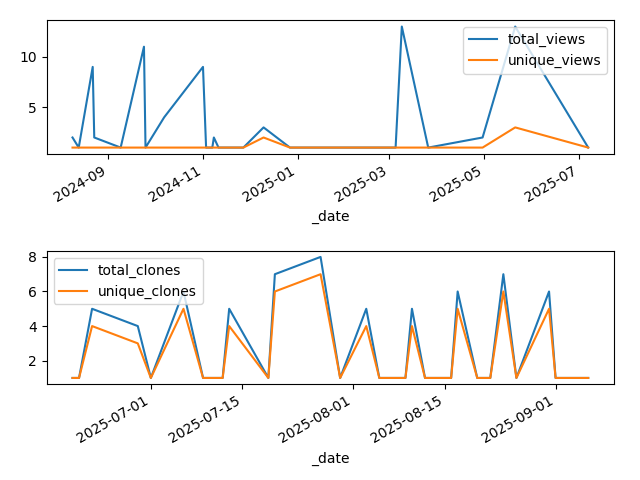 10
5
total_views
unique_views
2024-09
2024-11
2025-01
2025-03
2025-05
2025-07
_date
8
6
4
2
total_clones
unique_clones
2025-07-01
2025-07-15
2025-08-01
2025-08-15
2025-09-01
_date